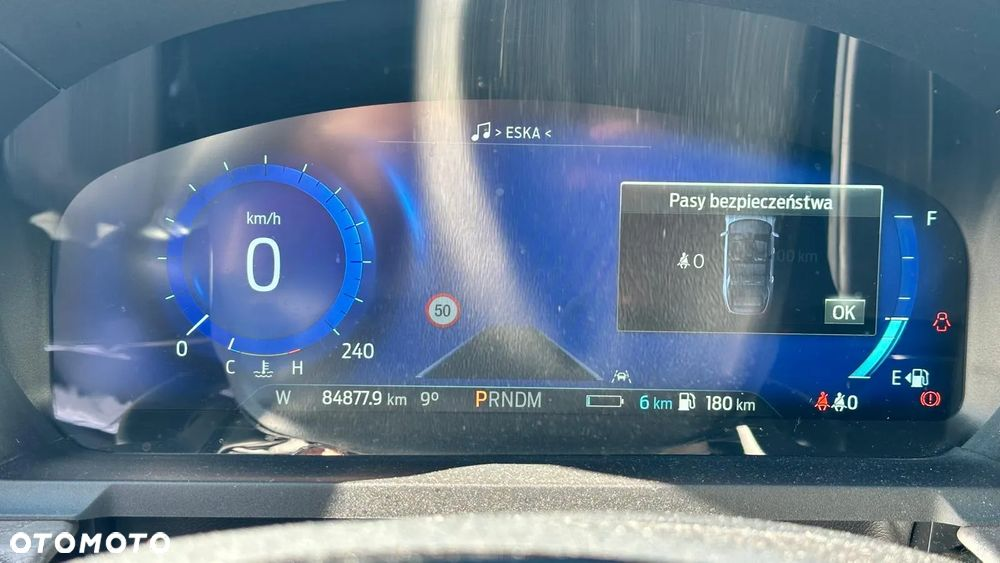 > ESKA <
Pasy bezpieczeństwa
km/h
0
0
OK
50
F
0
240
C
H
E
W
84877.9 km
9°
PRNDM
6 km
180 km
0
OTOMOTO